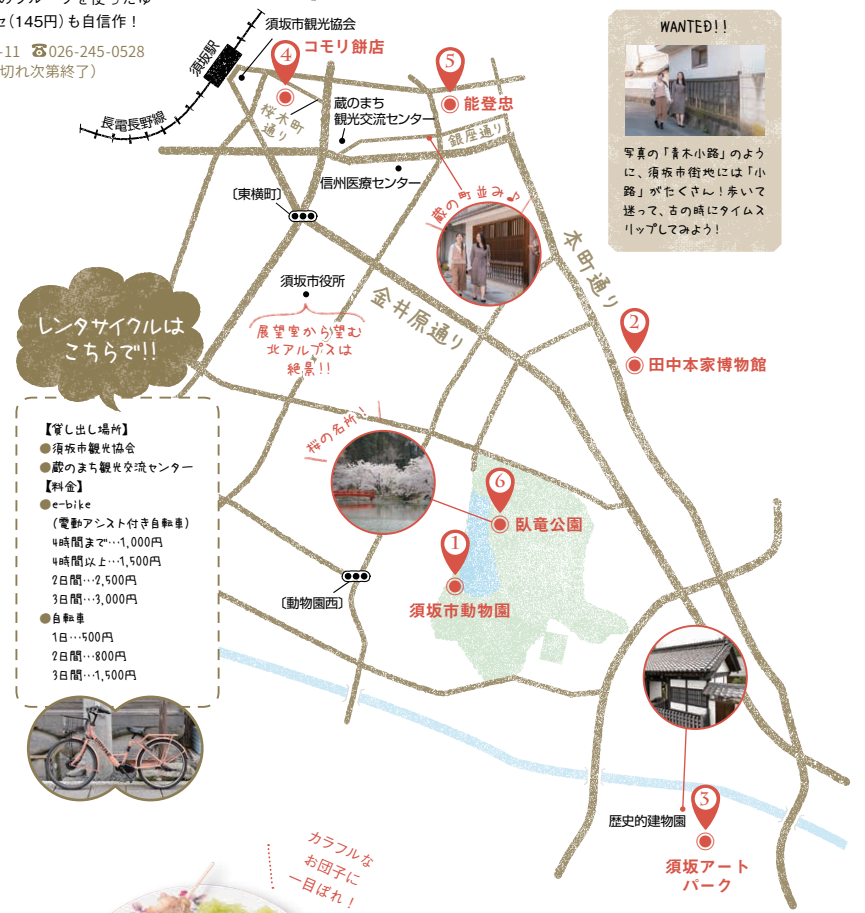 セ(145円)も自信作！
-11 ☎026-245-0528
切れ次第終了）
須坂駅
長電長野線
須坂市観光協会
4
コモリ餅店
桜木町
通り
蔵のまち
観光交流センター
5
能登忠
銀座通り
信州医療センター
〔東横町〕
蔵の町並み♪
WANTED!!
写真の「青木小路」のよう
に、須坂市街地には「小
路」がたくさん！歩いて
迷って、古の時にタイムス
リップしてみよう！
須坂市役所
展望室から望む
北アルプスは
絶景!!
金井原通り
本町通り
2
田中本家博物館
レンタサイクルは
こちらで!!
【貸し出し場所】
●須坂市観光協会
●蔵のまち観光交流センター
【料金】
●e-bike
(電動アシスト付き自転車)
4時間まで…1,000円
4時間以上…1,500円
2日間…2,500円
3日間…3,000円
●自転車
1日…500円
2日間…800円
3日間…1,500円
桜の名所！
6
臥竜公園
1
須坂市動物園
〔動物園西〕
歴史的建物園
3
須坂アート
パーク
カラフルな
お団子に
一目ぼれ！